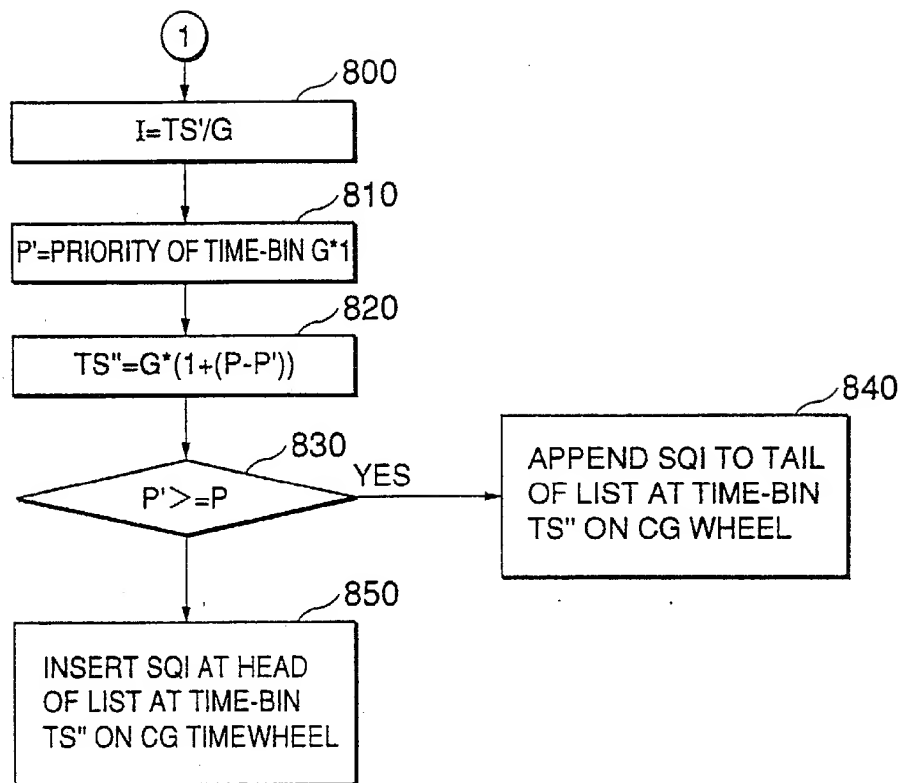 1
800
I=TS'/G
810
P'=PRIORITY OF TIME-BIN G*1
820
TS"=G*(1+(P-P'))
830
P'>=P
YES
840
APPEND SQI TO TAIL
OF LIST AT TIME-BIN
TS" ON CG WHEEL
850
INSERT SQI AT HEAD
OF LIST AT TIME-BIN
TS" ON CG TIMEWHEEL